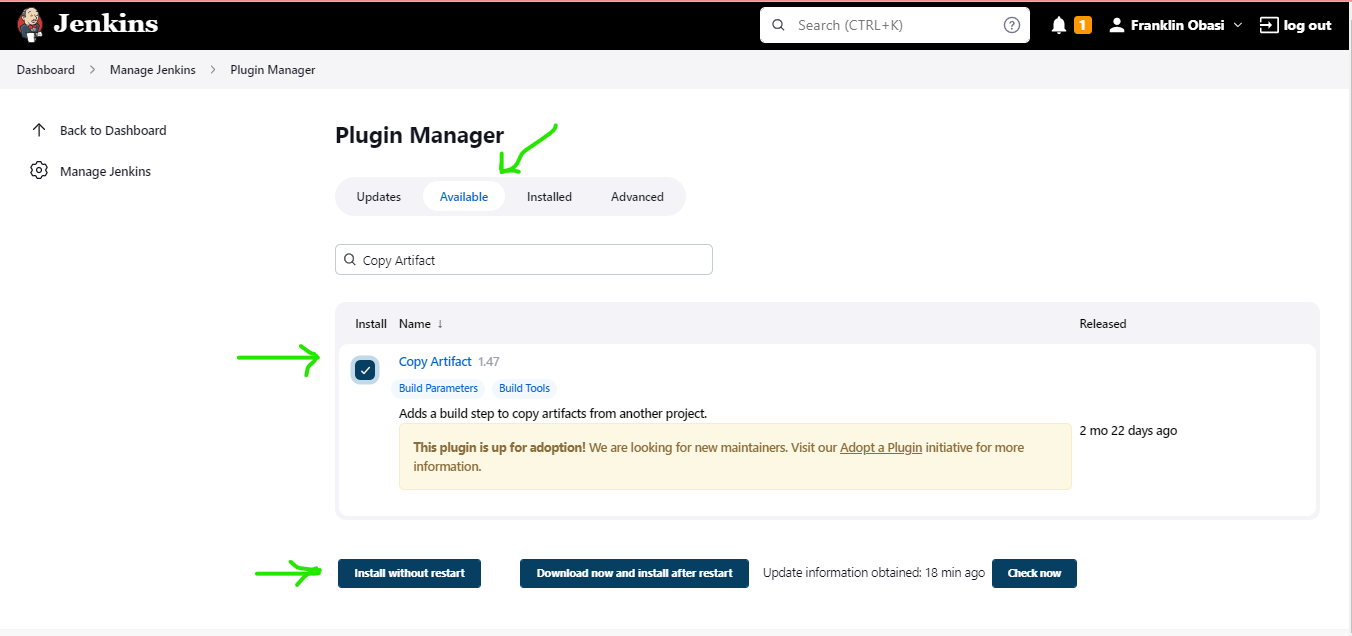 Jenkins
Search (CTRL+K)
1
Franklin Obasi
log out
Dashboard
Manage Jenkins
Plugin Manager
Back to Dashboard
Manage Jenkins
Plugin Manager
Updates
Available
Installed
Advanced
Copy Artifact
Install
Name ↓
Released
Copy Artifact 1.47
Build Parameters
Build Tools
Adds a build step to copy artifacts from another project.
This plugin is up for adoption! We are looking for new maintainers. Visit our Adopt a Plugin initiative for more
information.
2 mo 22 days ago
Install without restart
Download now and install after restart
Update information obtained: 18 min ago
Check now